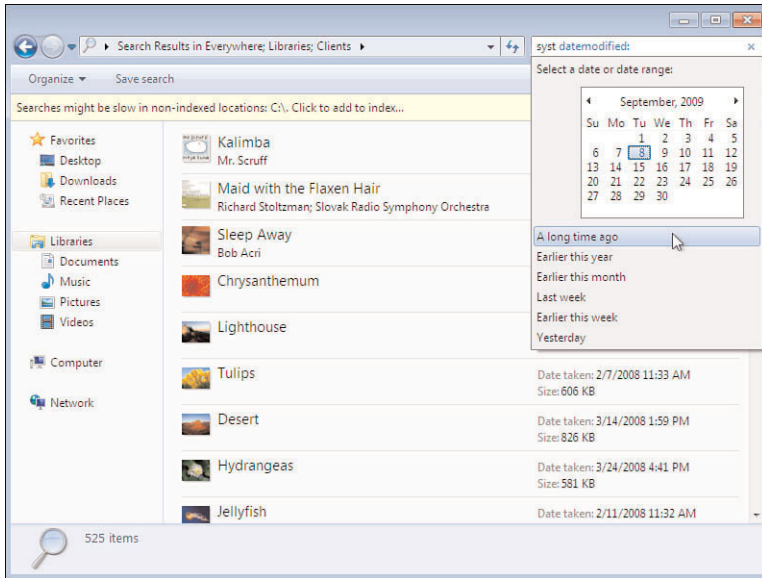 Search Results in Everywhere; Libraries; Clients
syst datemodified:
Organize
Save search
Searches might be slow in non-indexed locations: C:\. Click to add to index...
Favorites
Desktop
Downloads
Recent Places
Libraries
Documents
Music
Pictures
Videos
Computer
Network
Kalimba
Mr. Scruff
Maid with the Flaxen Hair
Richard Stoltzman; Slovak Radio Symphony Orchestra
Sleep Away
Bob Acri
Chrysanthemum
Lighthouse
Tulips
Date taken: 2/7/2008 11:33 AM
Size: 606 KB
Desert
Date taken: 3/14/2008 1:59 PM
Size: 826 KB
Hydrangeas
Date taken: 3/24/2008 4:41 PM
Size: 581 KB
Jellyfish
Date taken: 2/11/2008 11:32 AM
Select a date or date range:
September, 2009
Su Mo Tu We Th Fr Sa
1 2 3 4 5
6 7 8 9 10 11 12
13 14 15 16 17 18 19
20 21 22 23 24 25 26
27 28 29 30
A long time ago
Earlier this year
Earlier this month
Last week
Earlier this week
Yesterday
525 items